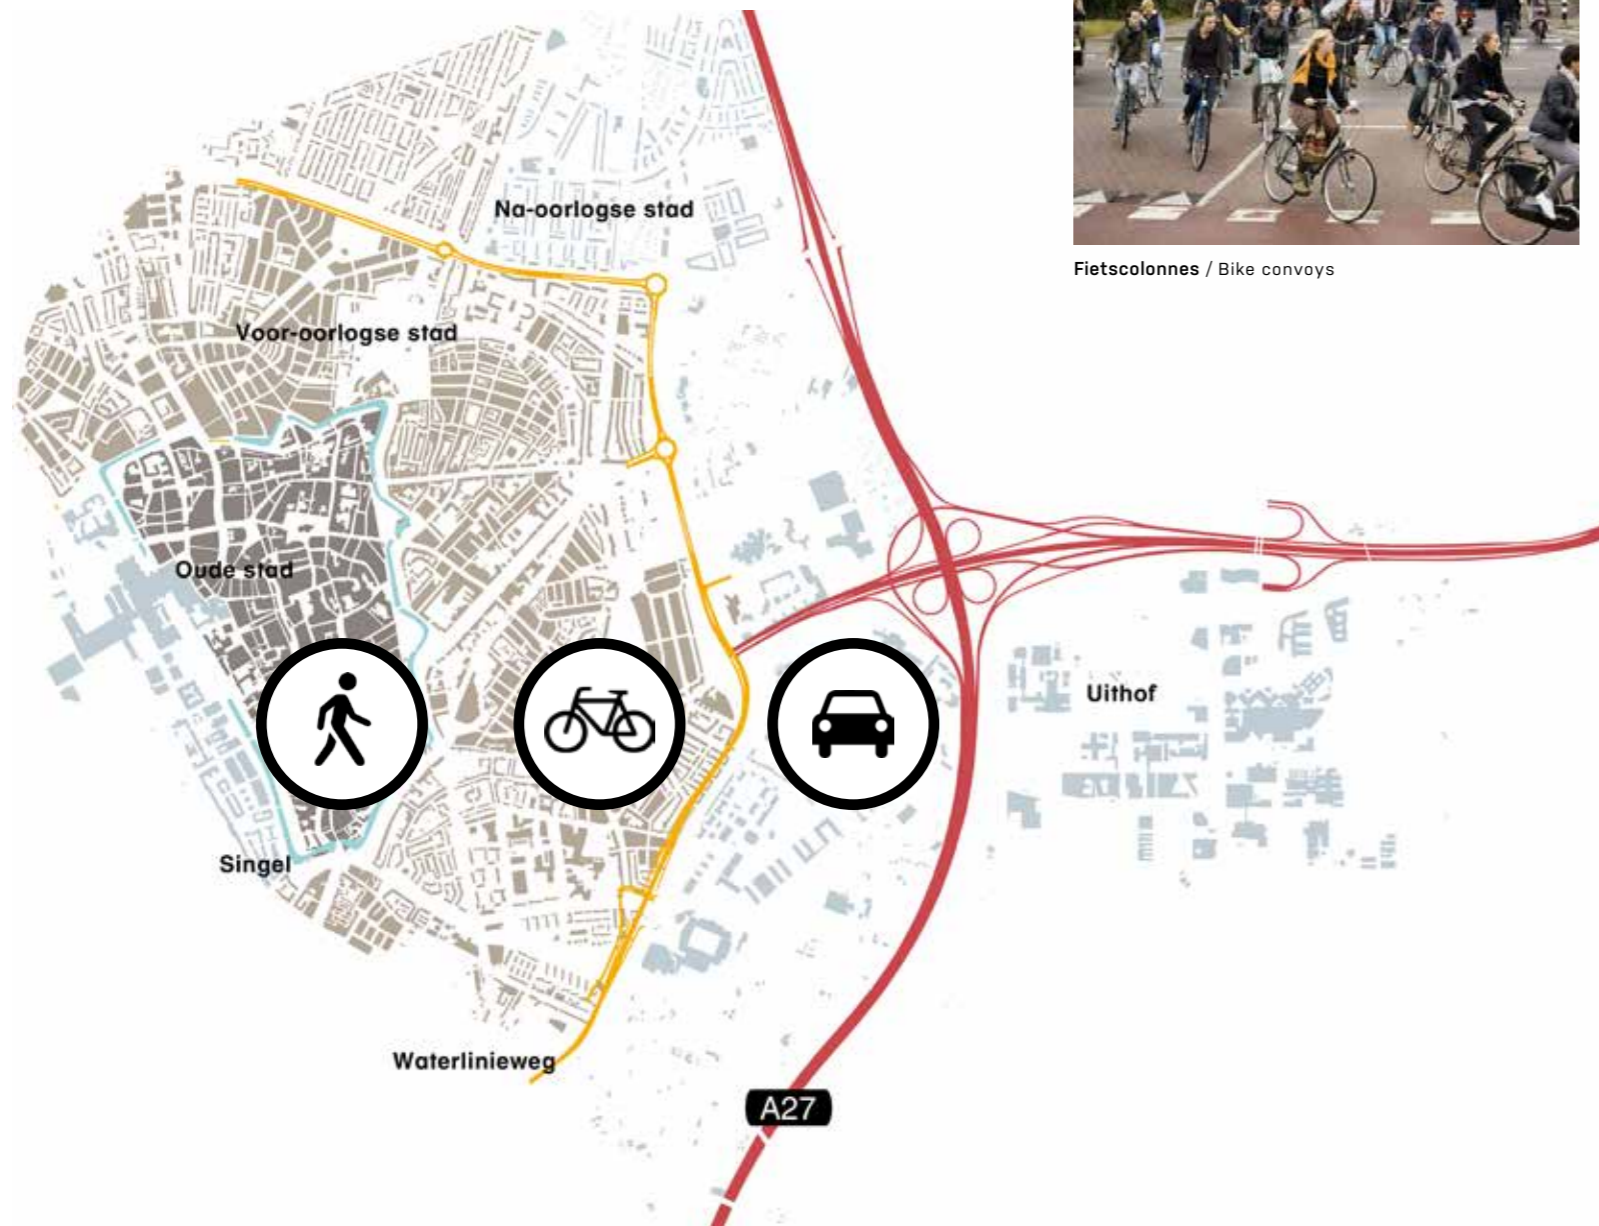 Na-oorlogse stad
Fietscolonnes / Bike convoys
Voor-oorlogse stad
Oude stad
Uithof
Singel
Waterlinieweg
A27